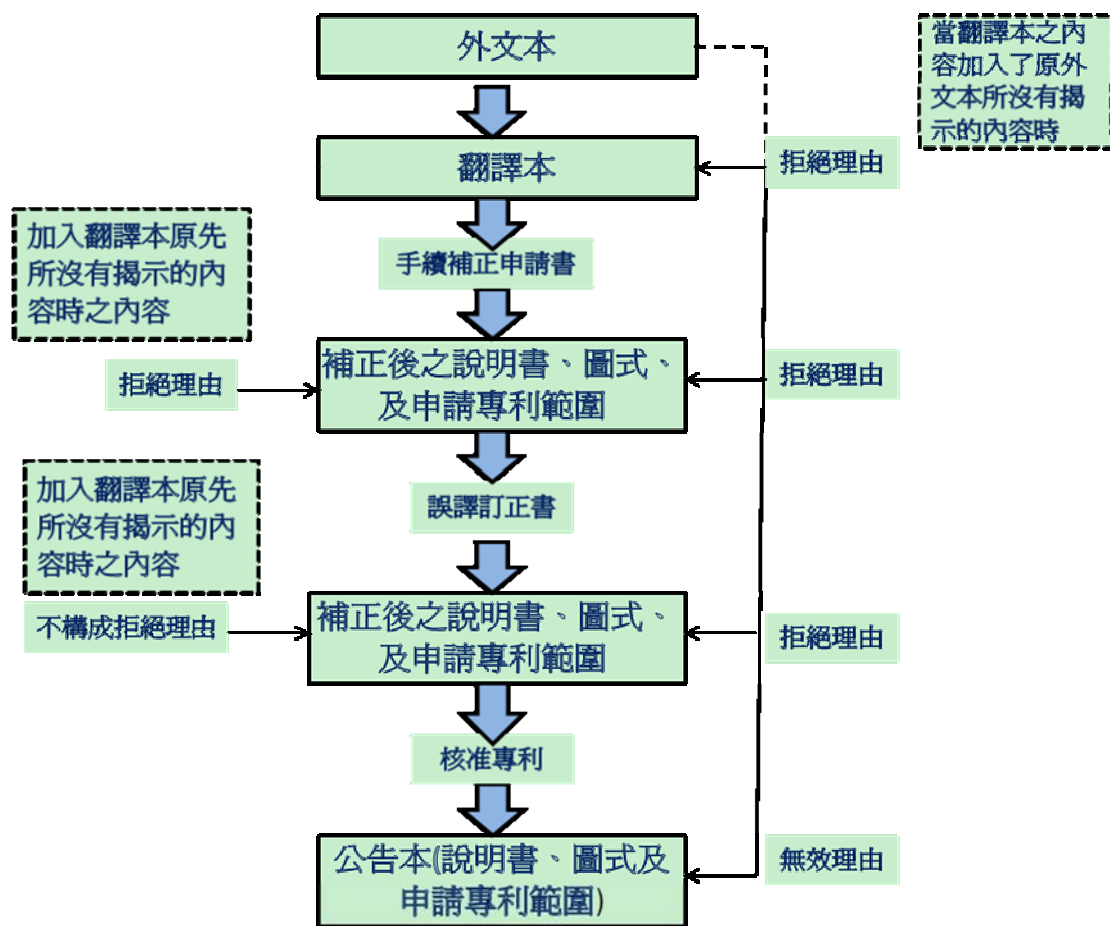 外文本
當翻譯本之內
容加入了原外
文本所沒有揭
示的內容時
翻譯本
拒絕理由
加入翻譯本原先
所沒有揭示的內
容時之內容
手續補正申請書
拒絕理由
補正後之說明書、圖式、
及申請專利範圍
拒絕理由
加入翻譯本原先
所沒有揭示的內
容時之內容
誤譯訂正書
不構成拒絕理由
補正後之說明書、圖式、
及申請專利範圍
拒絕理由
核准專利
公告本(說明書、圖式及
申請專利範圍)
無效理由